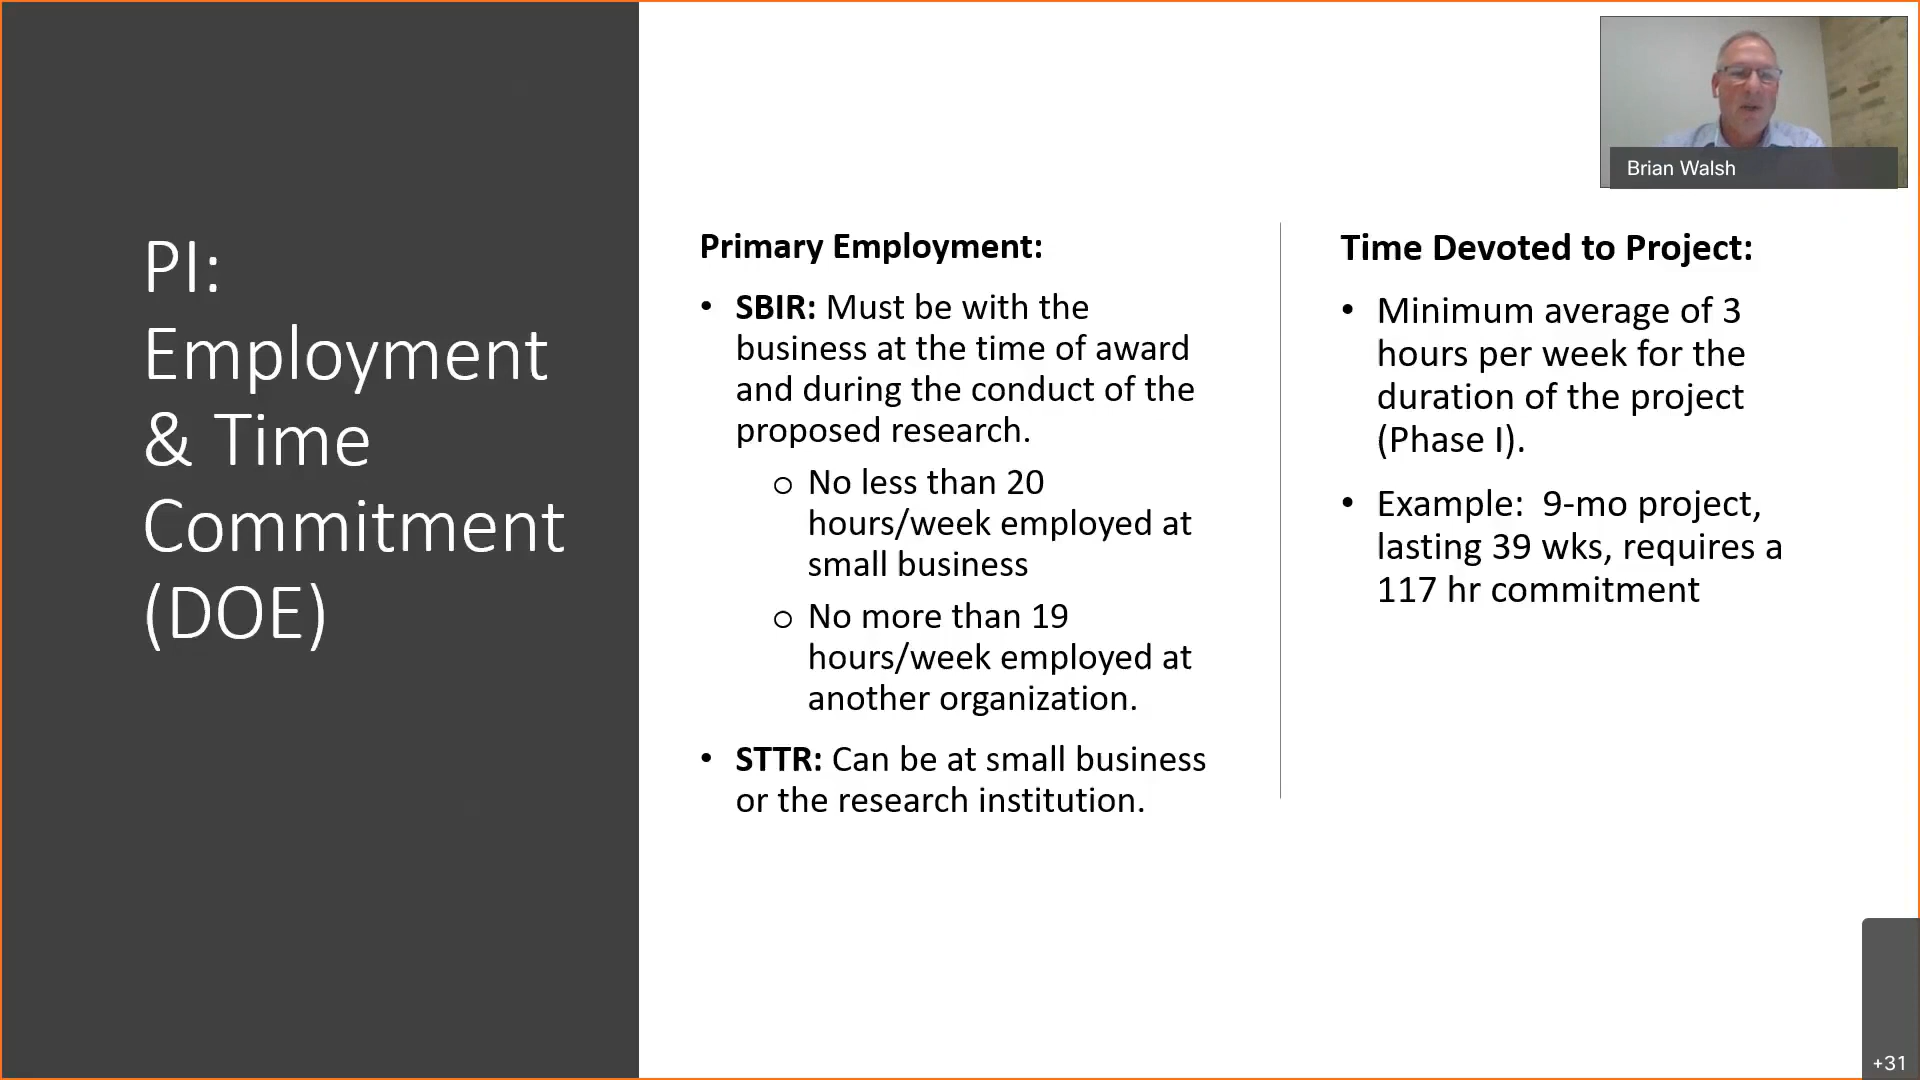 PI:
Employment
& Time
Commitment
(DOE)
Primary Employment:
• SBIR: Must be with the
business at the time of award
and during the conduct of the
proposed research.
o No less than 20
hours/week employed at
small business
o No more than 19
hours/week employed at
another organization.
• STTR: Can be at small business
or the research institution.
Time Devoted to Project:
• Minimum average of 3
hours per week for the
duration of the project
(Phase I).
• Example:  9-mo project,
lasting 39 wks, requires a
117 hr commitment
Brian Walsh
+31